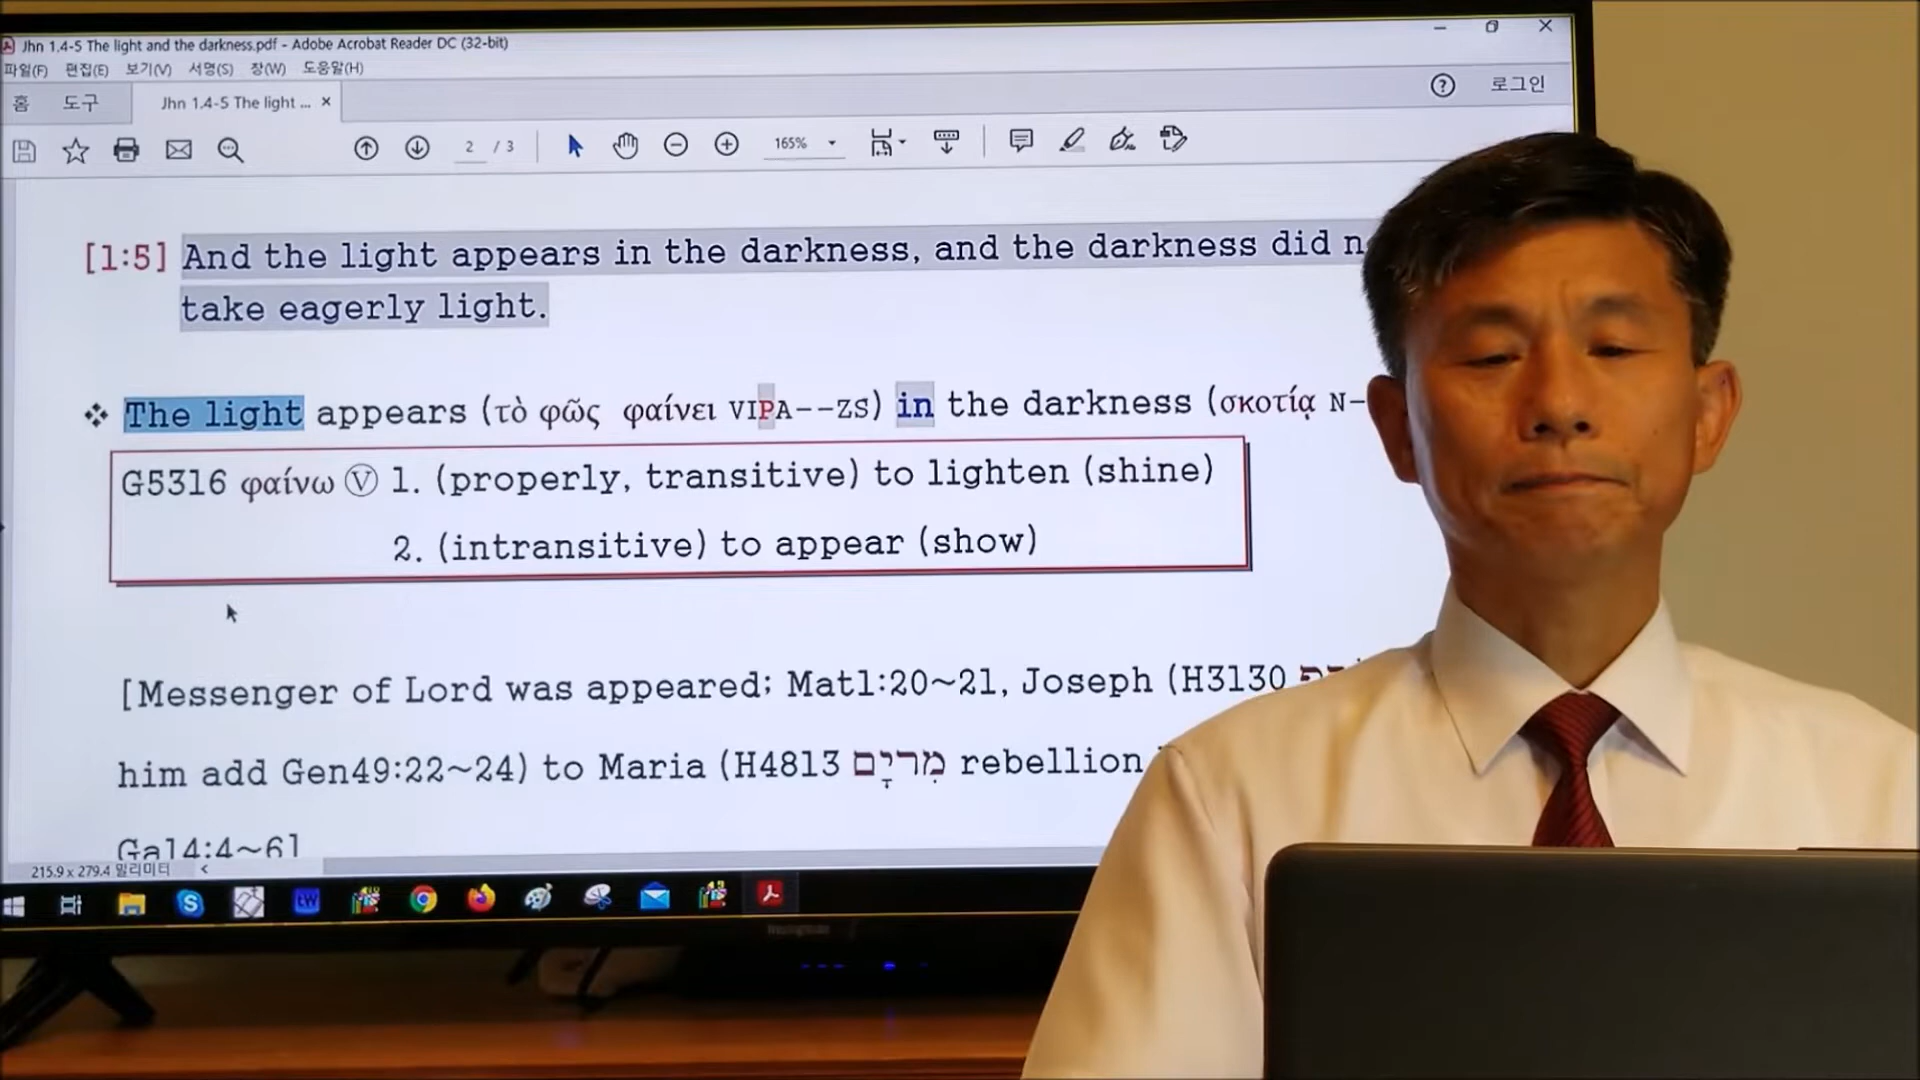 Jhn 1.4-5 The light and the darkness.pdf - Adobe Acrobat Reader DC (32-bit)
파일(F) 편집(E) 보기(V) 서명(S) 창(W) 도움말(H)
홈 도구 Jhn 1.4-5 The light ... × ? 로그인
2 / 3 165%
[1:5] And the light appears in the darkness, and the darkness did
take eagerly light.
❖ The light appears (τὸ φῶς φαίνει VIPA--ZS) in the darkness (σκοτίᾳ N-
G5316 φαίνω Ⓥ 1. (properly, transitive) to lighten (shine)
2. (intransitive) to appear (show)
[Messenger of Lord was appeared; Mat1:20~21, Joseph (H3130
him add Gen49:22~24) to Maria (H4813 מִרְיָם rebellion
Gal4:4~6]
215.9 x 279.4 밀리미터